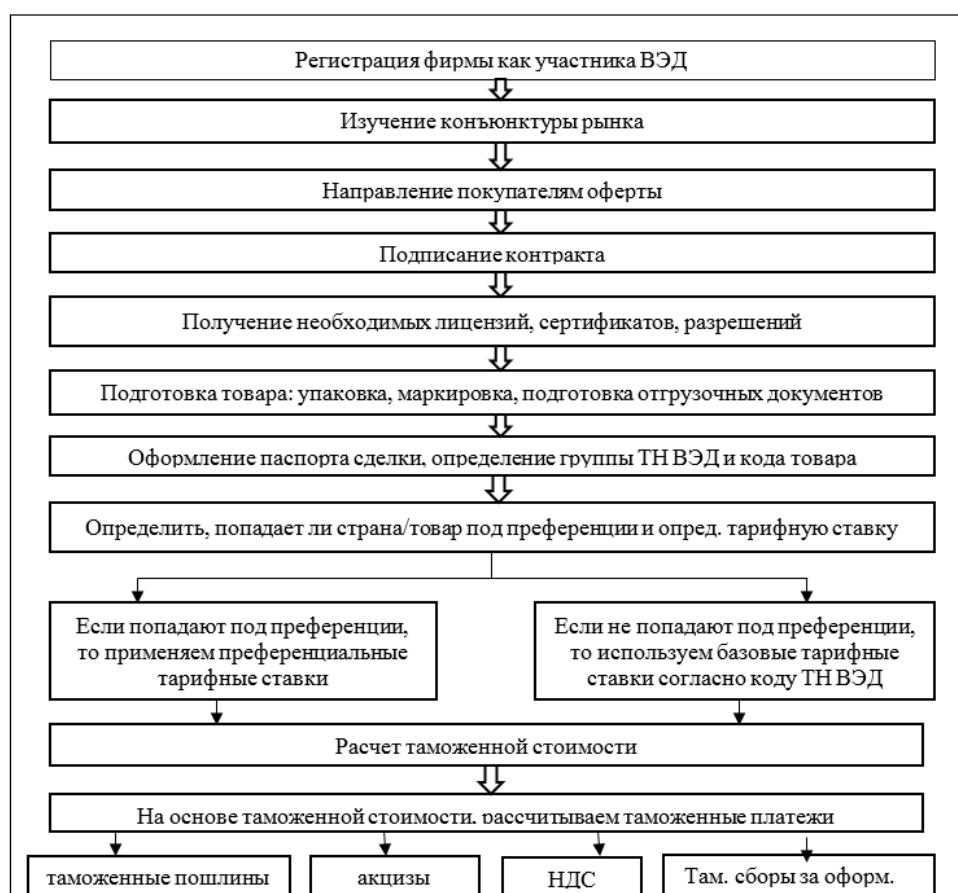 Регистрация фирмы как участника ВЭД
Изучение конъюнктуры рынка
Направление покупателям оферты
Подписание контракта
Получение необходимых лицензий, сертификатов, разрешений
Подготовка товара: упаковка, маркировка, подготовка отгрузочных документов
Оформление паспорта сделки, определение группы ТН ВЭД и кода товара
Определить, попадает ли страна/товар под преференции и опред. тарифную ставку
Если попадают под преференции,
то применяем преференциальные
тарифные ставки
Если не попадают под преференции,
то используем базовые тарифные
ставки согласно коду ТН ВЭД
Расчет таможенной стоимости
На основе таможенной стоимости, рассчитываем таможенные платежи
таможенные пошлины
акцизы
НДС
Там. сборы за оформ.